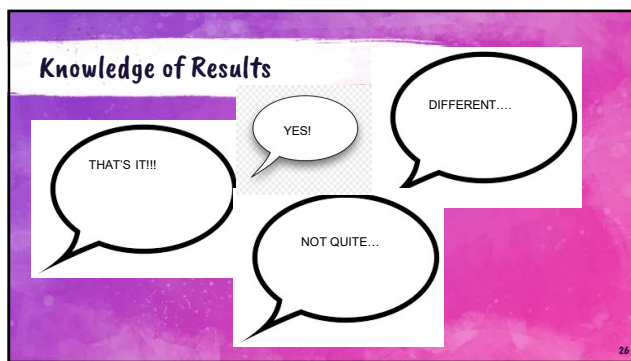 Knowledge of Results
DIFFERENT....
YES!
THAT'S IT!!!
NOT QUITE...
26